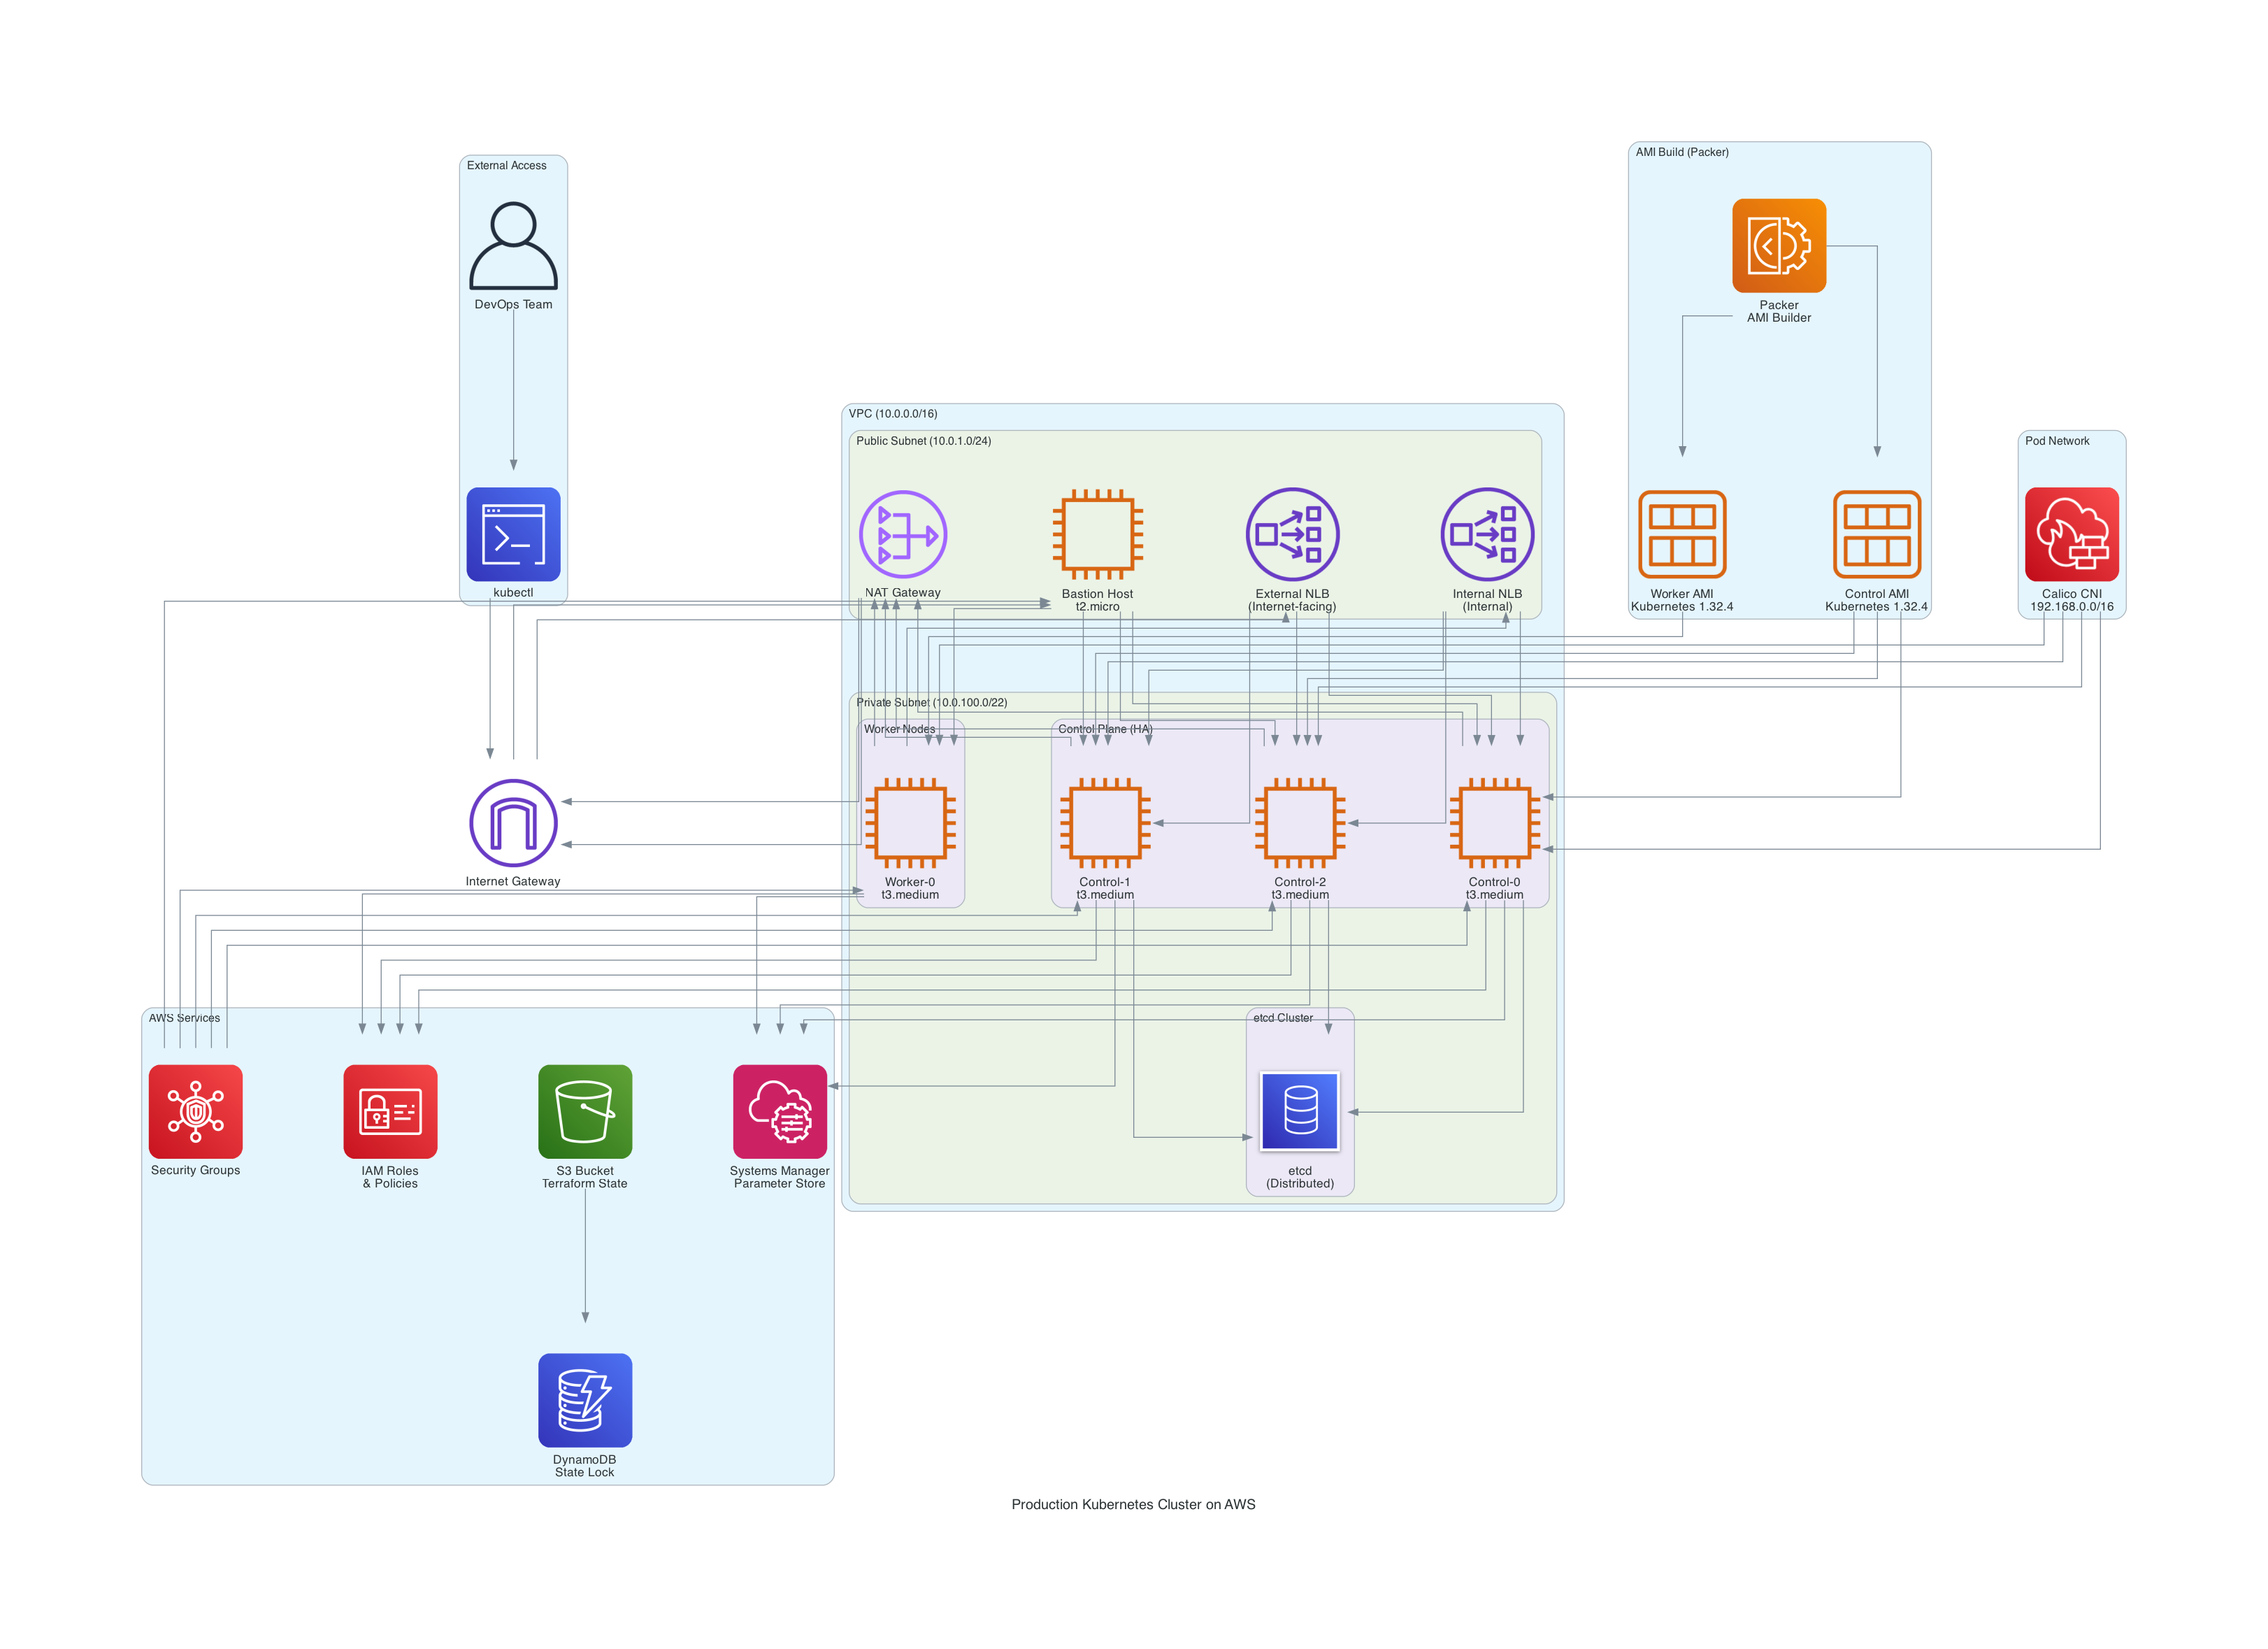 External Access
DevOps Team
kubectl
AMI Build (Packer)
Packer
AMI Builder
Worker AMI
Kubernetes 1.32.4
Control AMI
Kubernetes 1.32.4
Pod Network
Calico CNI
192.168.0.0/16
VPC (10.0.0.0/16)
Public Subnet (10.0.1.0/24)
NAT Gateway
Bastion Host
t2.micro
External NLB
(Internet-facing)
Internal NLB
(Internal)
Private Subnet (10.0.100.0/22)
Worker Nodes
Control Plane (HA)
Internet Gateway
Worker-0
t3.medium
Control-1
t3.medium
Control-2
t3.medium
Control-0
t3.medium
AWS Services
Security Groups
IAM Roles
& Policies
S3 Bucket
Terraform State
Systems Manager
Parameter Store
etcd Cluster
etcd
(Distributed)
DynamoDB
State Lock
Production Kubernetes Cluster on AWS